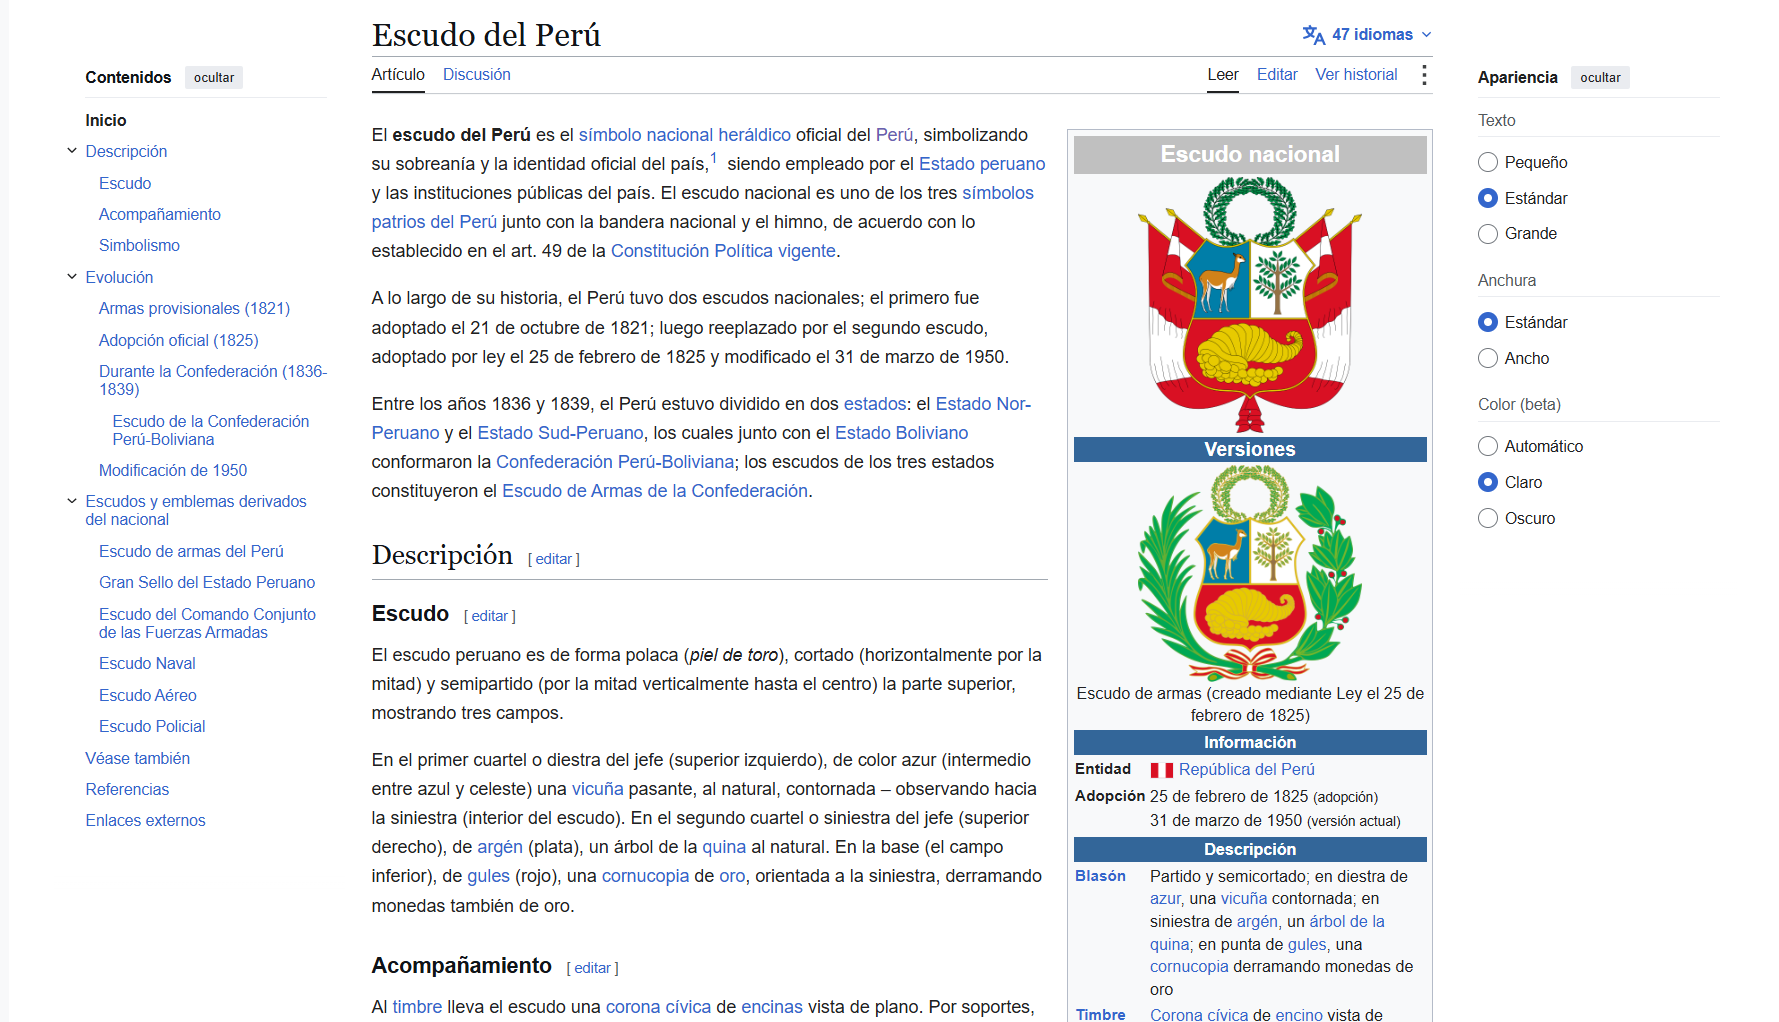 Escudo del Perú
47 idiomas
Contenidos ocultar
Inicio
Descripción
Escudo
Acompañamiento
Simbolismo
Evolución
Armas provisionales (1821)
Adopción oficial (1825)
Durante la Confederación (1836-
1839)
Escudo de la Confederación
Perú-Boliviana
Modificación de 1950
Escudos y emblemas derivados
del nacional
Escudo de armas del Perú
Gran Sello del Estado Peruano
Escudo del Comando Conjunto
de las Fuerzas Armadas
Escudo Naval
Escudo Aéreo
Escudo Policial
Véase también
Referencias
Enlaces externos
Artículo Discusión
Leer Editar Ver historial
El escudo del Perú es el símbolo nacional heráldico oficial del Perú, simbolizando
su sobreanía y la identidad oficial del país,1 siendo empleado por el Estado peruano
y las instituciones públicas del país. El escudo nacional es uno de los tres símbolos
patrios del Perú junto con la bandera nacional y el himno, de acuerdo con lo
establecido en el art. 49 de la Constitución Política vigente.
A lo largo de su historia, el Perú tuvo dos escudos nacionales; el primero fue
adoptado el 21 de octubre de 1821; luego reeplazado por el segundo escudo,
adoptado por ley el 25 de febrero de 1825 y modificado el 31 de marzo de 1950.
Entre los años 1836 y 1839, el Perú estuvo dividido en dos estados: el Estado Nor-
Peruano y el Estado Sud-Peruano, los cuales junto con el Estado Boliviano
conformaron la Confederación Perú-Boliviana; los escudos de los tres estados
constituyeron el Escudo de Armas de la Confederación.
Descripción [ editar ]
Escudo [ editar ]
El escudo peruano es de forma polaca (piel de toro), cortado (horizontalmente por la
mitad) y semipartido (por la mitad verticalmente hasta el centro) la parte superior,
mostrando tres campos.
En el primer cuartel o diestra del jefe (superior izquierdo), de color azur (intermedio
entre azul y celeste) una vicuña pasante, al natural, contornada – observando hacia
la siniestra (interior del escudo). En el segundo cuartel o siniestra del jefe (superior
derecho), de argén (plata), un árbol de la quina al natural. En la base (el campo
inferior), de gules (rojo), una cornucopia de oro, orientada a la siniestra, derramando
monedas también de oro.
Acompañamiento [ editar ]
Al timbre lleva el escudo una corona cívica de encinas vista de plano. Por soportes,
Escudo nacional
Versiones
Escudo de armas (creado mediante Ley el 25 de
febrero de 1825)
Información
Entidad República del Perú
Adopción 25 de febrero de 1825 (adopción)
31 de marzo de 1950 (versión actual)
Descripción
Blasón Partido y semicortado; en diestra de
azur, una vicuña contornada; en
siniestra de argén, un árbol de la
quina; en punta de gules, una
cornucopia derramando monedas de
oro
Timbre Corona cívica de encino vista de
Apariencia ocultar
Texto
Pequeño
Estándar
Grande
Anchura
Estándar
Ancho
Color (beta)
Automático
Claro
Oscuro